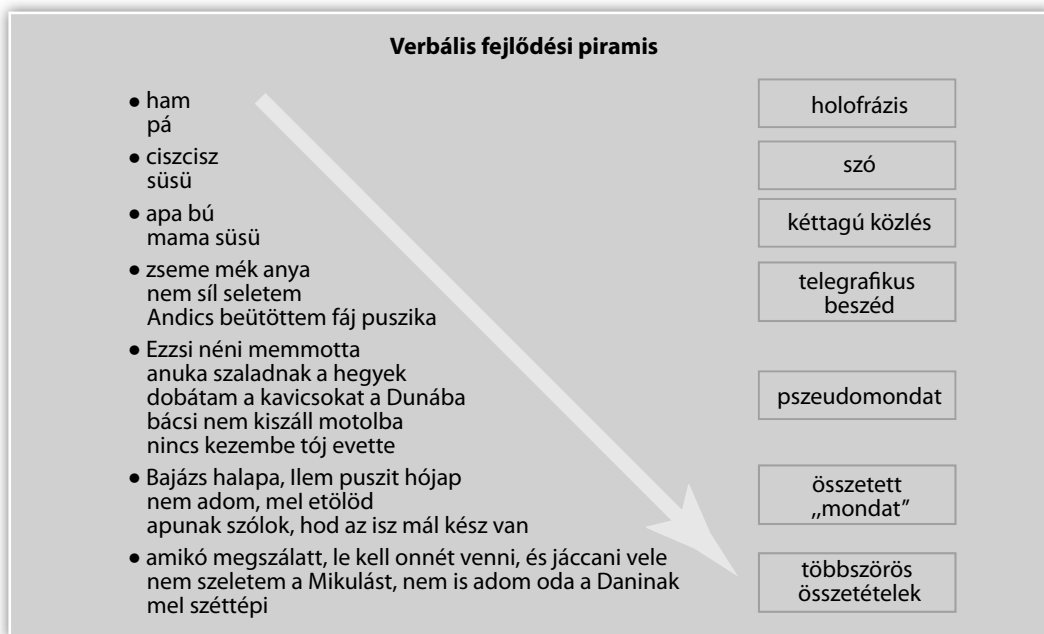 Verbális fejlődési piramis
• ham
pá
holofrázis
• ciszcisz
süsü
szó
• apa bú
mama süsü
kéttagú közlés
• zseme mék anya
nem síl seletem
Andics beütöttem fáj puszika
telegrafikus
beszéd
• Ezzsi néni memmotta
anuka szaladnak a hegyek
dobátam a kavicsokat a Dunába
bácsi nem kiszáll motolba
nincs kezembe tój evette
pszeudomondat
• Bajázs halapa, Ilem puszit hójap
nem adom, mel etölöd
apunak szólok, hod az isz mál kész van
összetett
,,mondat”
• amikó megszálatt, le kell onnét venni, és jáccani vele
nem szeletem a Mikulást, nem is adom oda a Daninak
mel széttépi
többszörös
összetételek